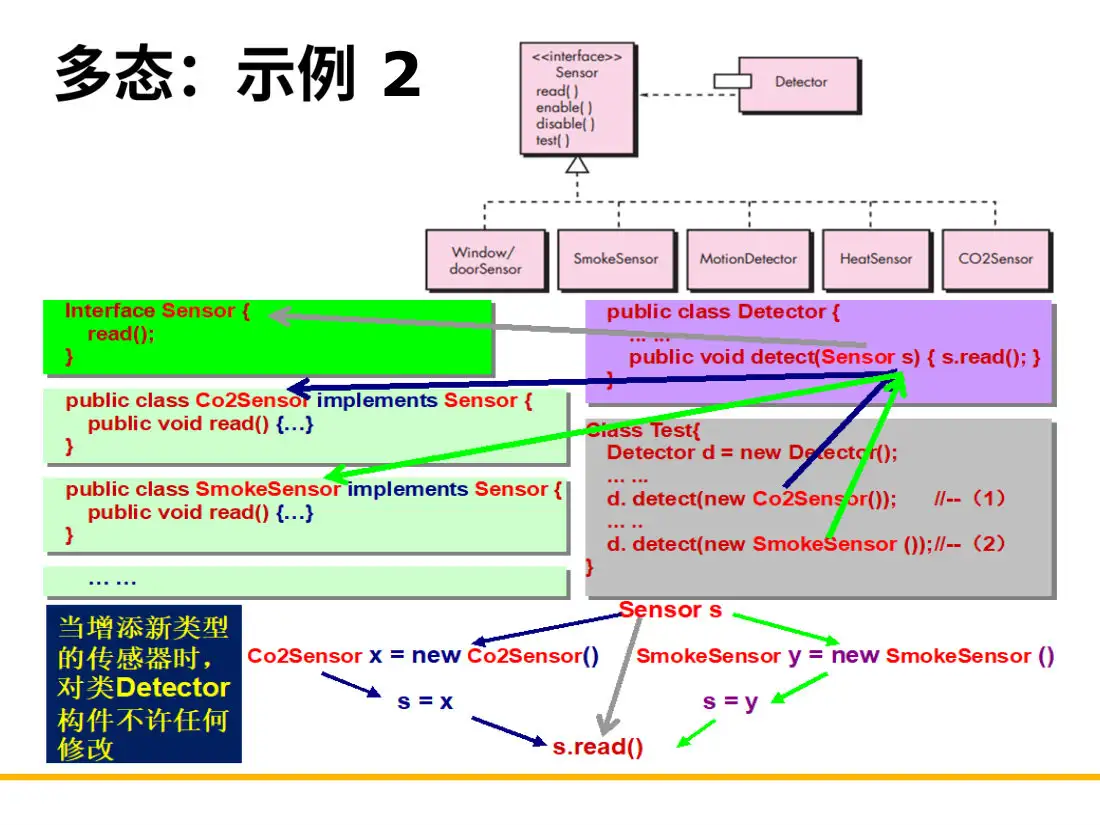 多态：示例 2
<<interface>>
Sensor
read( )
enable( )
disable( )
test( )
Detector
Window/
doorSensor
SmokeSensor
MotionDetector
HeatSensor
CO2Sensor
Interface Sensor {
read();
}
public class Detector {
... ...
public void detect(Sensor s) { s.read(); }
}
public class Co2Sensor implements Sensor {
public void read() {...}
}
public class SmokeSensor implements Sensor {
public void read() {...}
}
... ...
Class Test{
Detector d = new Detector();
... ...
d. detect(new Co2Sensor()); //--（1）
... ..
d. detect(new SmokeSensor ());//--（2）
}
当增添新类型
的传感器时，
对类Detector
构件不许任何
修改
Sensor s
Co2Sensor x = new Co2Sensor()
SmokeSensor y = new SmokeSensor ()
s = x
s = y
s.read()